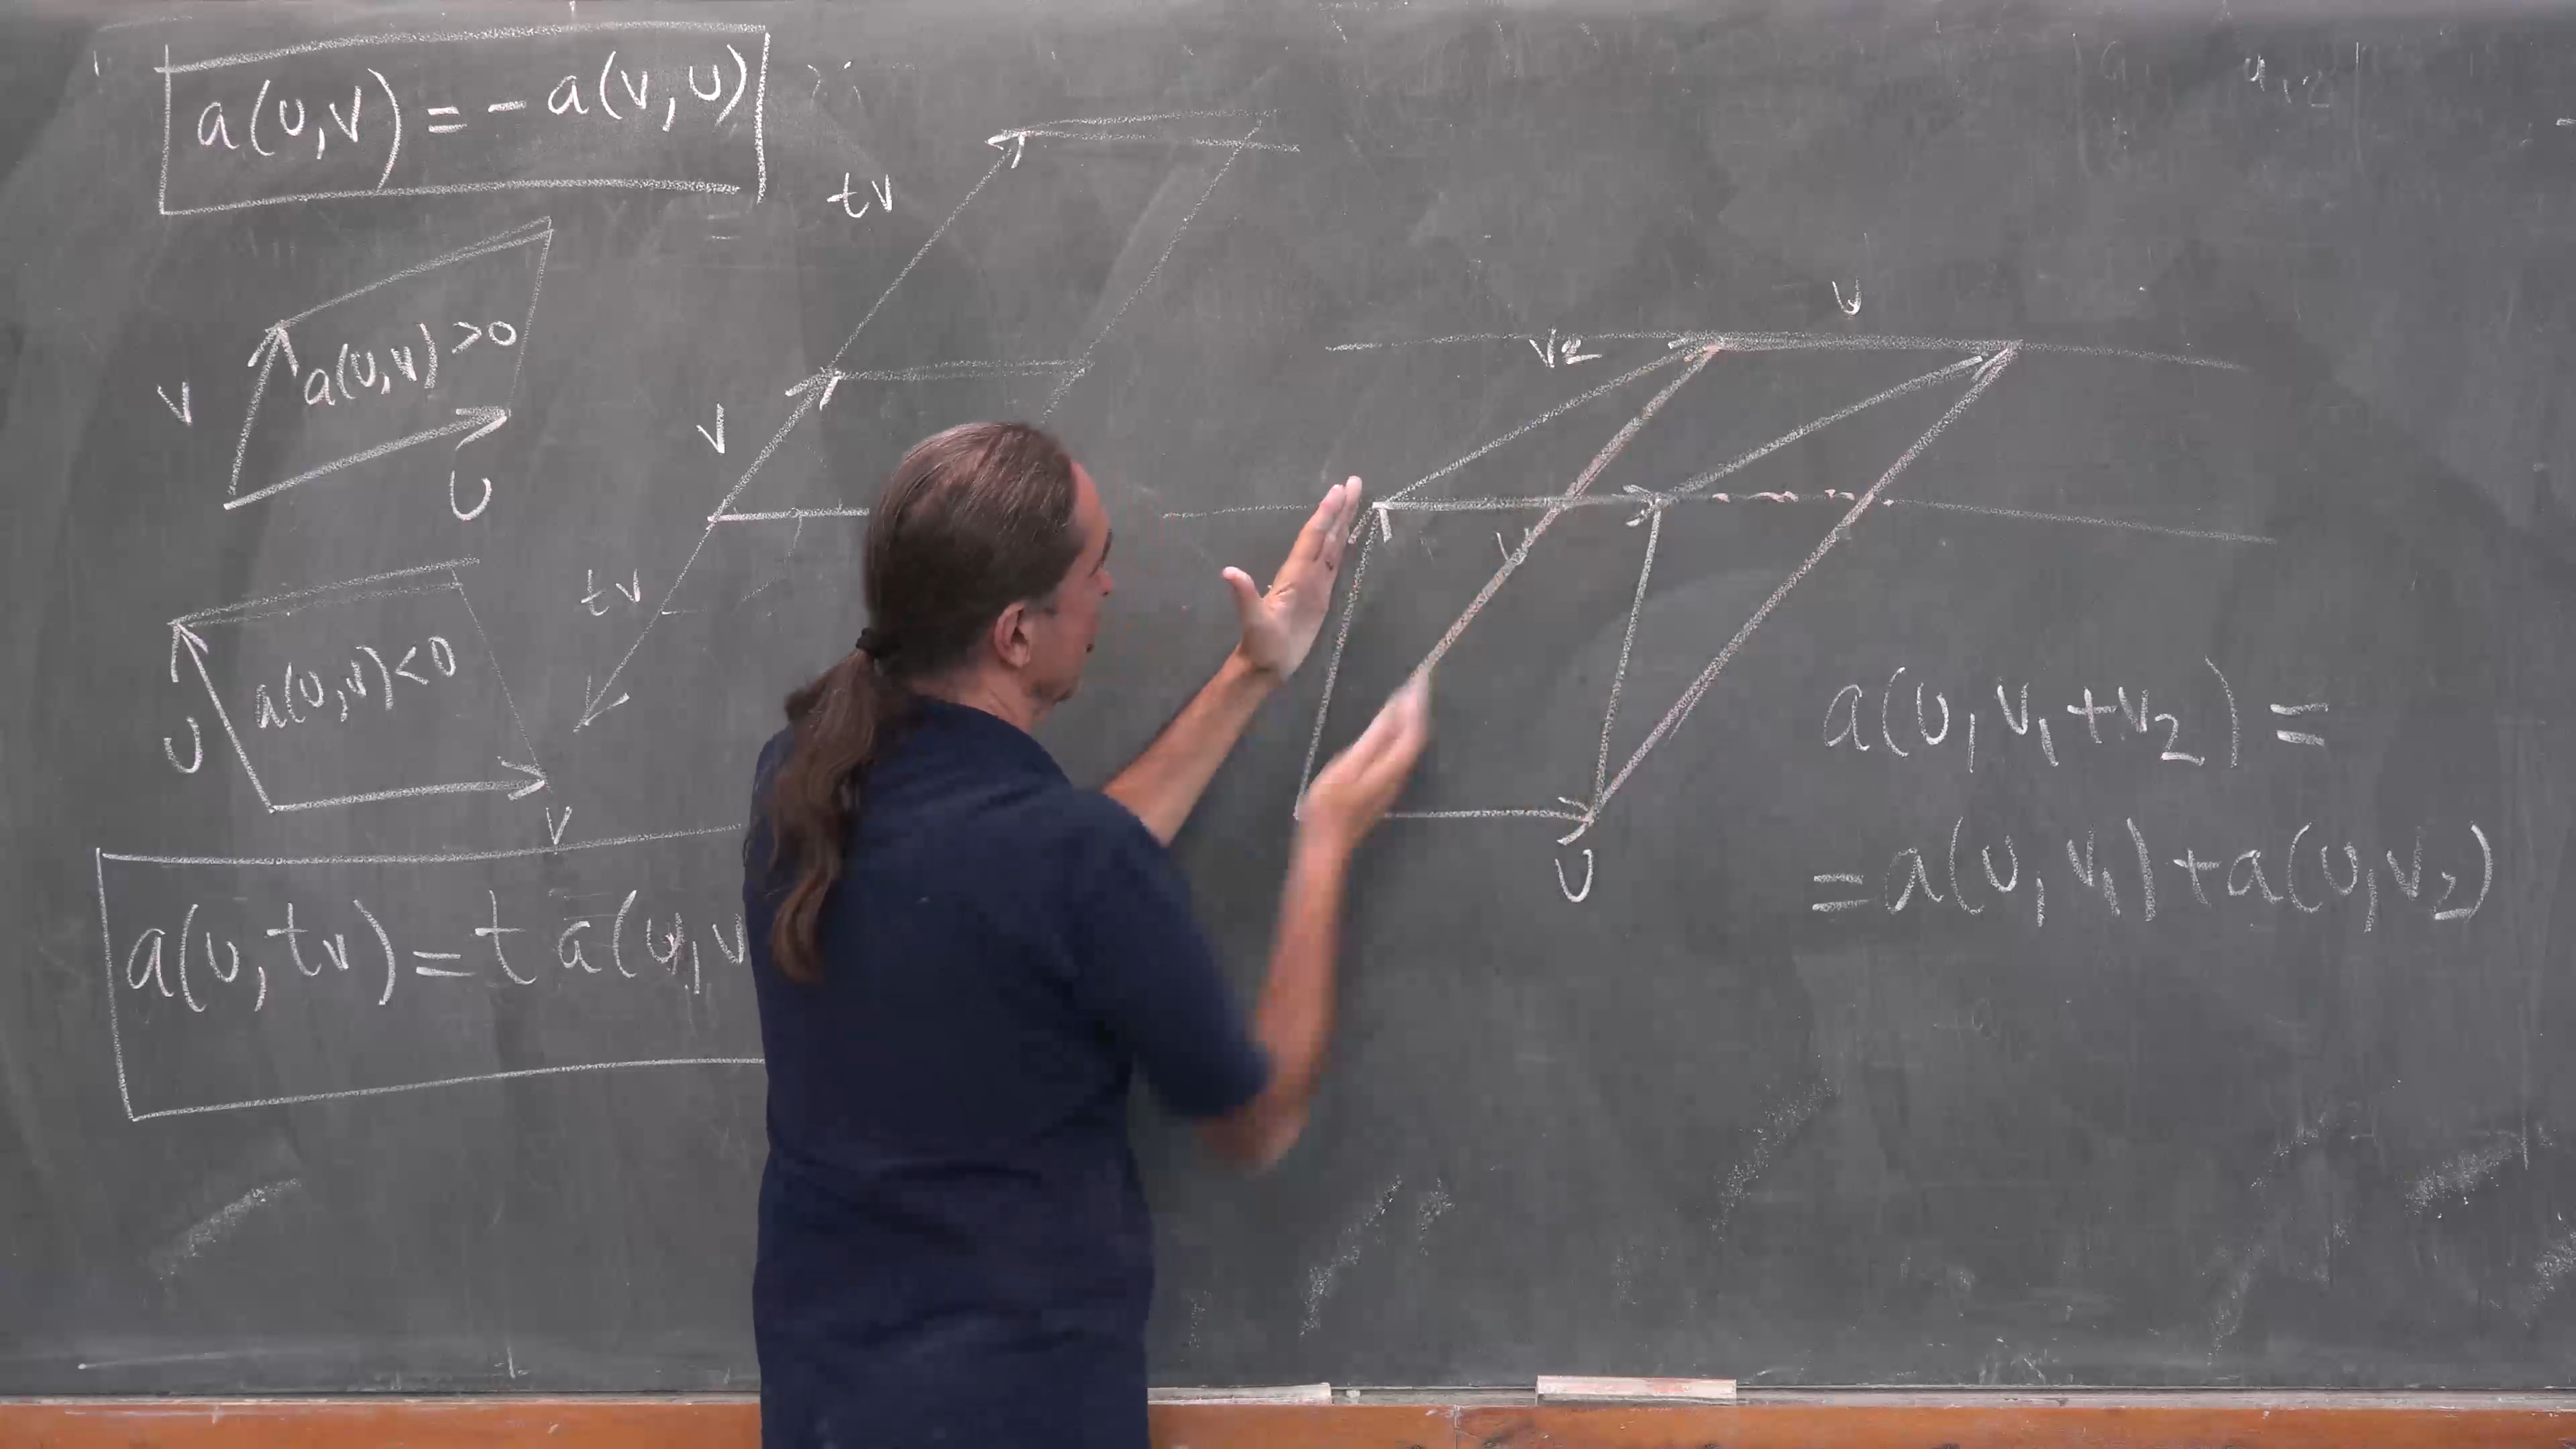 a(u,v) = - a(v,u)
tv
v
a(u,v) > 0
u
v
tv
a(u,v) < 0
u
v
a(u,tv) = t a(u,v
u
v2
u
a(u,v1+v2) =
= a(u,v1) + a(u,v2)